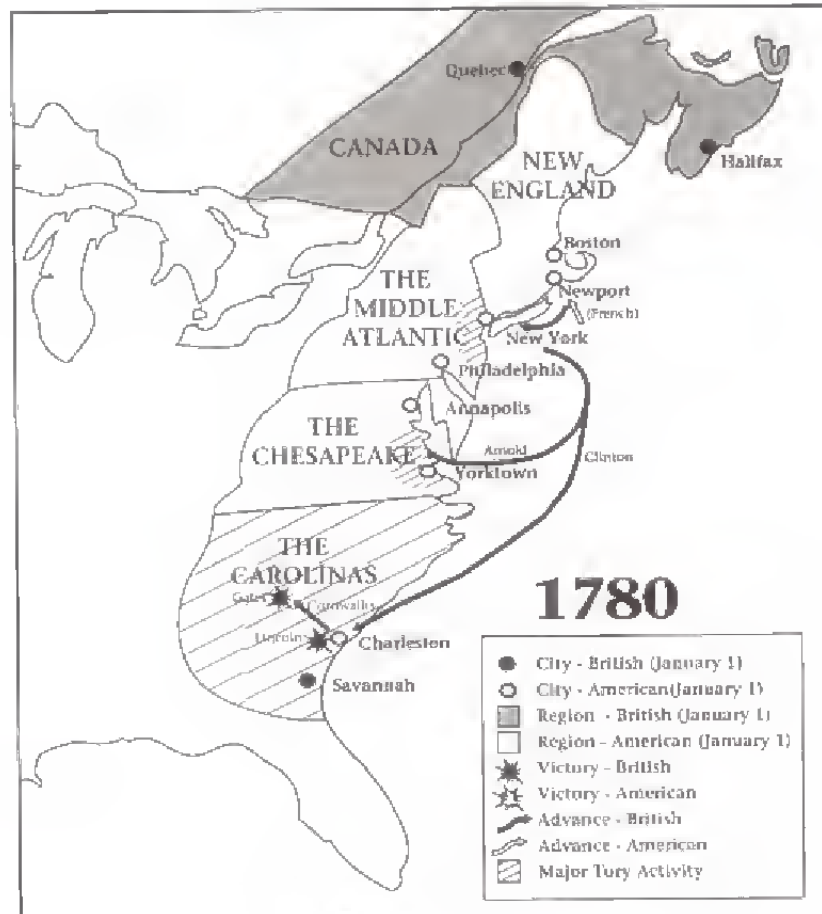 Quebec
CANADA
NEW
ENGLAND
Halifax
Boston
Newport
(French)
THE
MIDDLE
ATLANTIC
New York
Philadelphia
Annapolis
THE
CHESAPEAKE
Arnold
Clinton
Yorktown
THE
CAROLINAS
Gates
Cornwallis
Lincoln
Charleston
Savannah
1780
City - British (January 1)
City - American(January 1)
Region - British (January 1)
Region - American (January 1)
Victory - British
Victory - American
Advance - British
Advance - American
Major Tory Activity